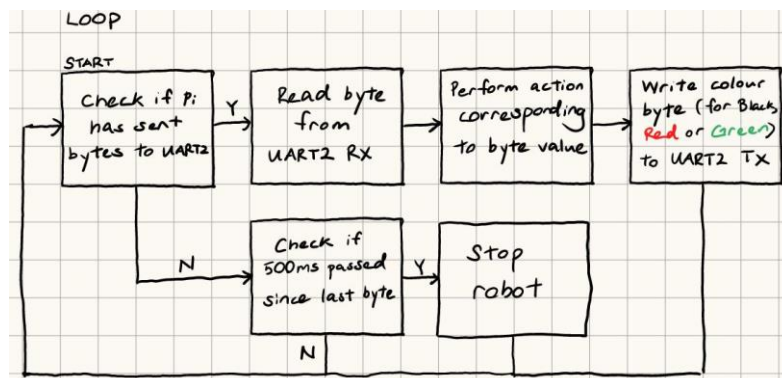 LOOP
START
Check if Pi
has sent
bytes to UART2
Y
Read byte
from
UART2 RX
Perform action
corresponding
to byte value
Write colour
byte (for Black,
Red or Green)
to UART2 TX
N
Check if
500ms passed
since last byte
Y
Stop
robot
N